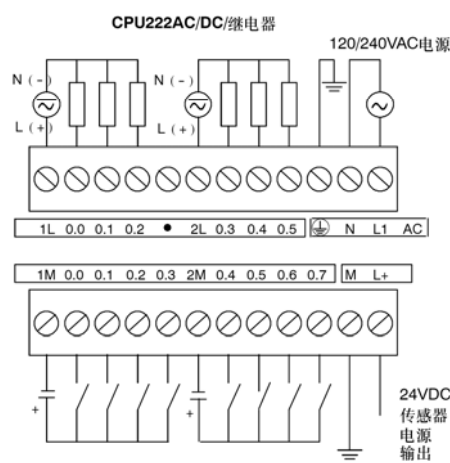 CPU222AC/DC/继电器
120/240VAC电源
N (-)
N (-)
L (+)
L (+)
1L 0.0 0.1 0.2 • 2L 0.3 0.4 0.5 N L1 AC
1M 0.0 0.1 0.2 0.3 2M 0.4 0.5 0.6 0.7 M L+
+
+
24VDC
传感器
电源
输出